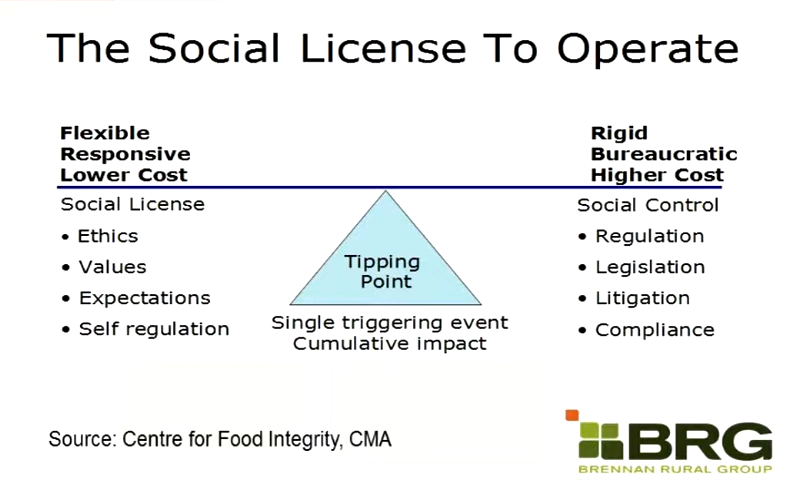 The Social License To Operate
Flexible
Responsive
Lower Cost
Rigid
Bureaucratic
Higher Cost
Social License
• Ethics
• Values
• Expectations
• Self regulation
Tipping
Point
Single triggering event
Cumulative impact
Social Control
• Regulation
• Legislation
• Litigation
• Compliance
Source: Centre for Food Integrity, CMA
BRG
BRENNAN RURAL GROUP